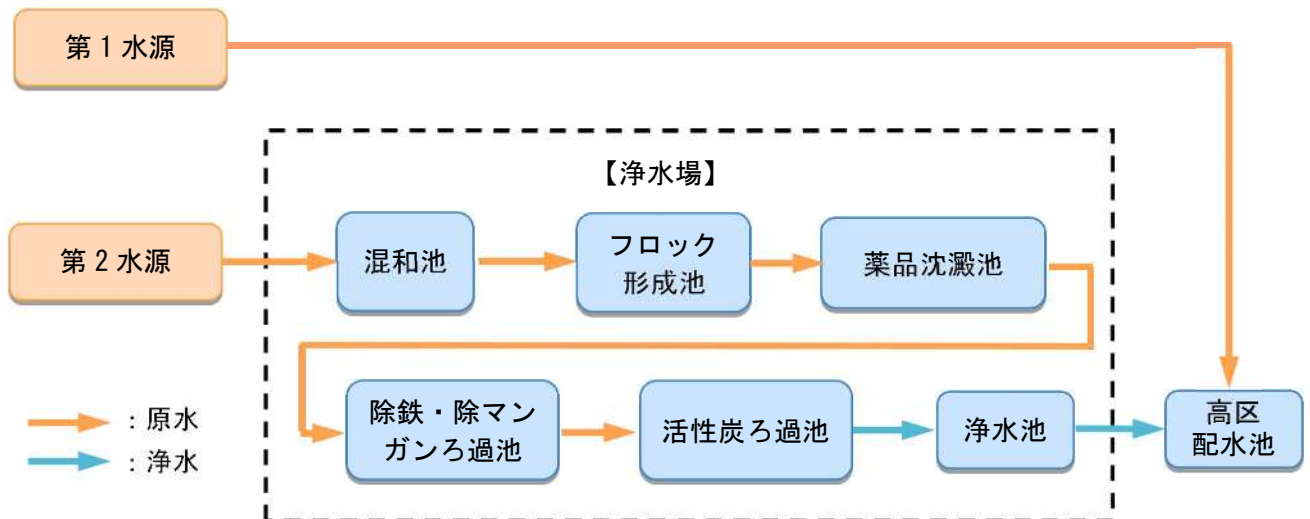 第1水源
【浄水場】
第2水源
混和池
フロック
形成池
薬品沈澱池
除鉄・除マン
ガンろ過池
活性炭ろ過池
浄水池
高区
配水池
：原水
：浄水